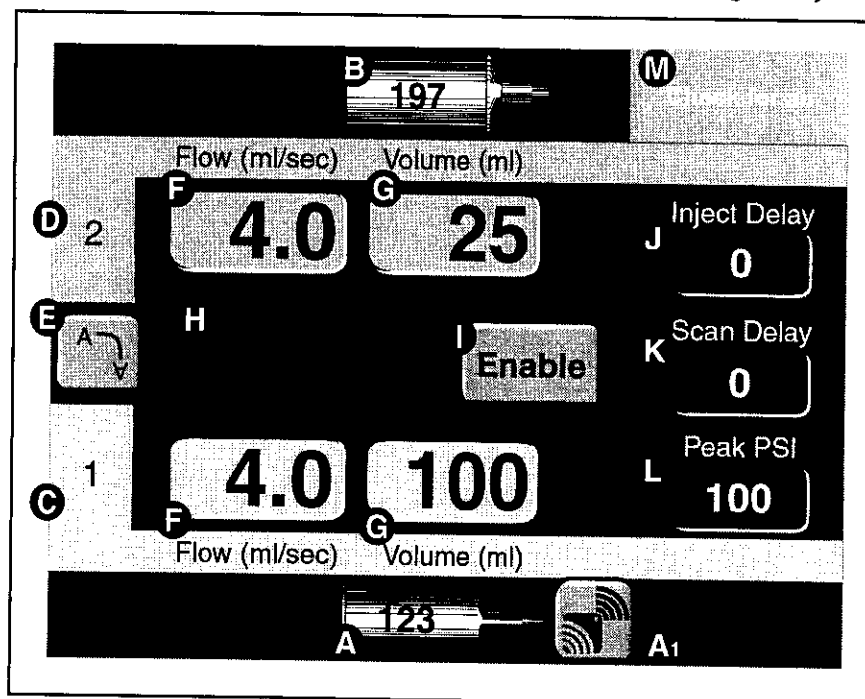 B M
197
Flow (ml/sec) Volume (ml)
F G
4.0 25
D 2
J Inject Delay
0
E H
A A
I Enable
K Scan Delay
0
1
C
4.0 100
F G
L Peak PSI
100
Flow (ml/sec) Volume (ml)
123
A A1